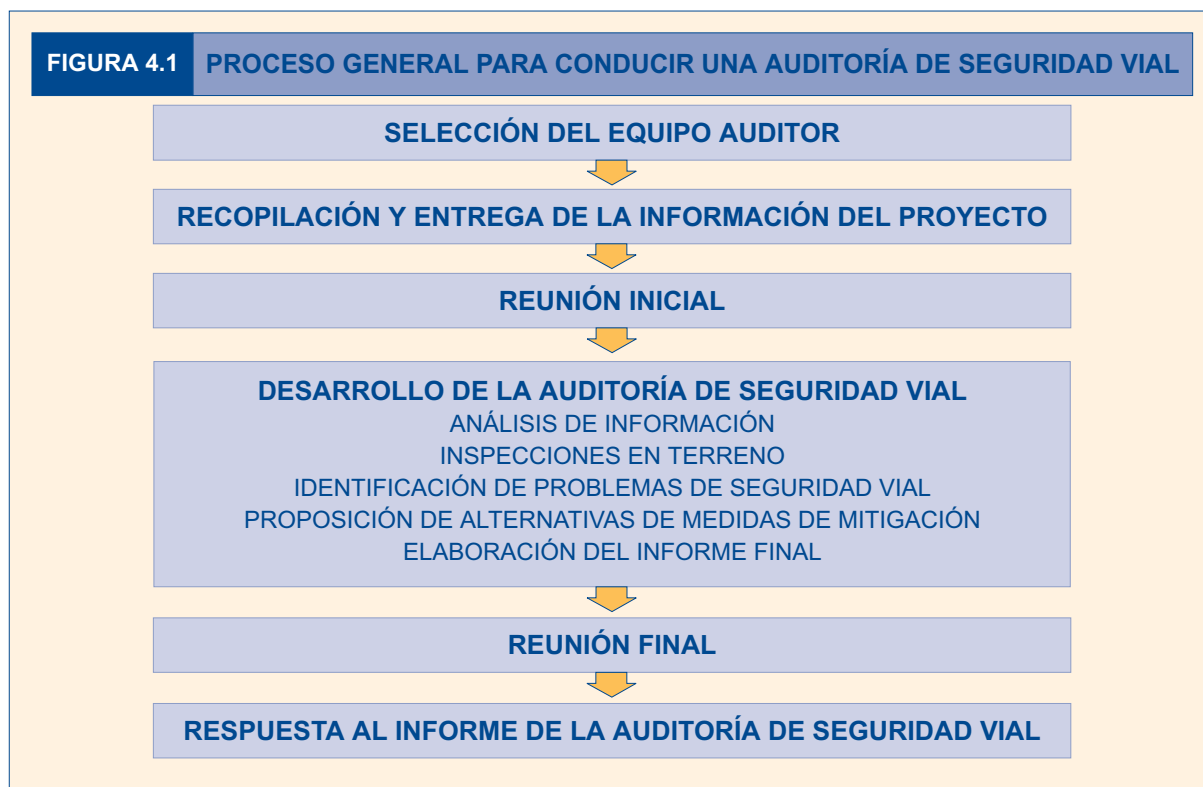 FIGURA 4.1
PROCESO GENERAL PARA CONDUCIR UNA AUDITORÍA DE SEGURIDAD VIAL
SELECCIÓN DEL EQUIPO AUDITOR
RECOPILACIÓN Y ENTREGA DE LA INFORMACIÓN DEL PROYECTO
REUNIÓN INICIAL
DESARROLLO DE LA AUDITORÍA DE SEGURIDAD VIAL
ANÁLISIS DE INFORMACIÓN
INSPECCIONES EN TERRENO
IDENTIFICACIÓN DE PROBLEMAS DE SEGURIDAD VIAL
PROPOSICIÓN DE ALTERNATIVAS DE MEDIDAS DE MITIGACIÓN
ELABORACIÓN DEL INFORME FINAL
REUNIÓN FINAL
RESPUESTA AL INFORME DE LA AUDITORÍA DE SEGURIDAD VIAL